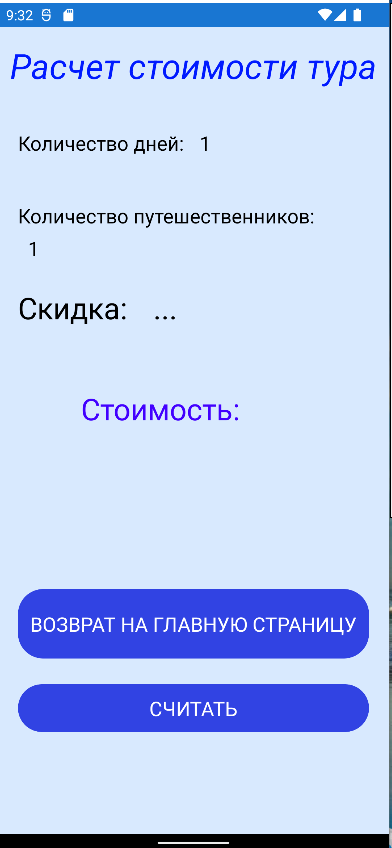 9:32
Расчет стоимости тура
Количество дней: 1
Количество путешественников:
1
Скидка: ...
Стоимость:
ВОЗВРАТ НА ГЛАВНУЮ СТРАНИЦУ
СЧИТАТЬ